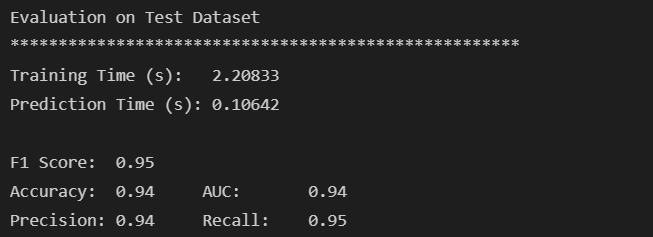 Evaluation on Test Dataset
*****************************************************
Training Time (s):   2.20833
Prediction Time (s): 0.10642
F1 Score:  0.95
Accuracy:  0.94     AUC:       0.94
Precision: 0.94     Recall:    0.95